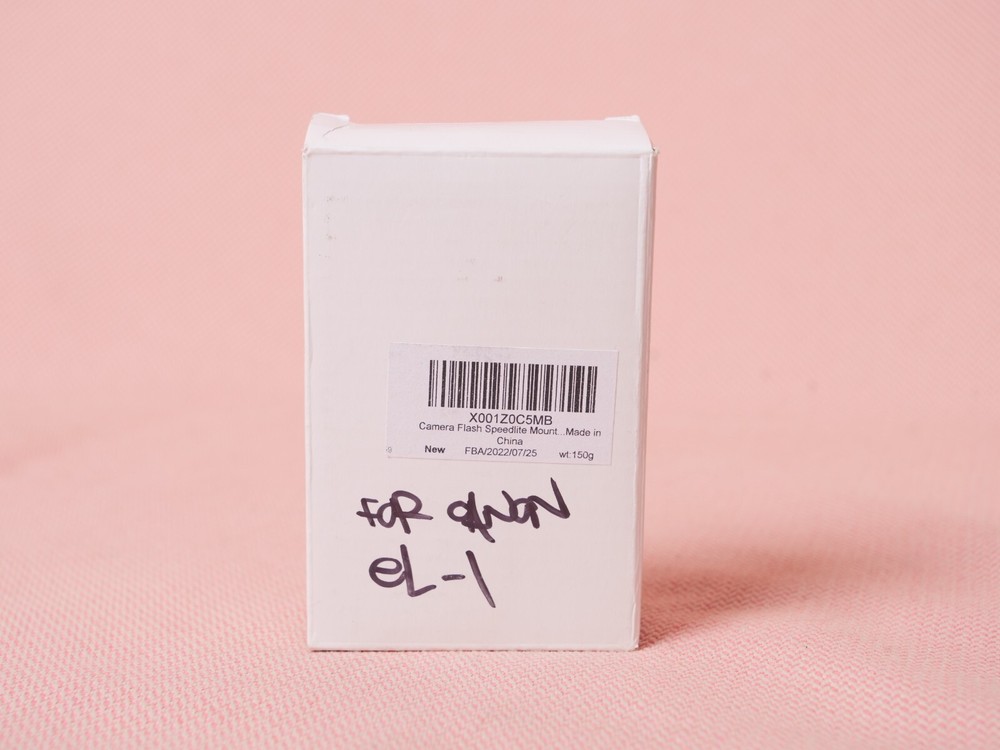 X001Z0C5MB
Camera Flash Speedlite Mount...Made in
China
New FBA/2022/07/25 wt:150g
FOR CANON
eL-1